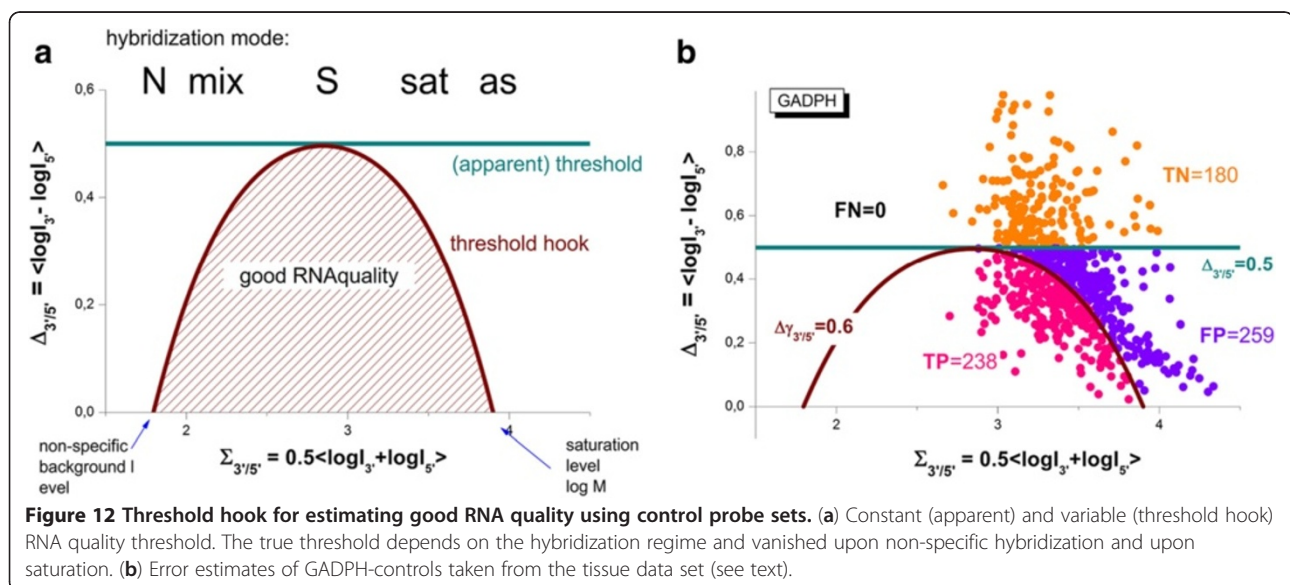 a
hybridization mode:
N mix S sat as
0,6
0,4
0,2
0,0
2
3
4
Δ3'/5' = <logI3'- logI5'>
(apparent) threshold
threshold hook
good RNAquality
non-specific
background l
evel
Σ3'/5' = 0.5<logI3'+logI5'>
saturation
level
log M
b
GADPH
0,8
0,6
0,4
0,2
0,0
2
3
4
Δ3'/5' = <logI3'- logI5'>
TN=180
FN=0
Δ3'/5'=0.5
Δγ3'/5'=0.6
TP=238
FP=259
Σ3'/5' = 0.5<logI3'+logI5'>
Figure 12 Threshold hook for estimating good RNA quality using control probe sets. (a) Constant (apparent) and variable (threshold hook)
RNA quality threshold. The true threshold depends on the hybridization regime and vanished upon non-specific hybridization and upon
saturation. (b) Error estimates of GADPH-controls taken from the tissue data set (see text).